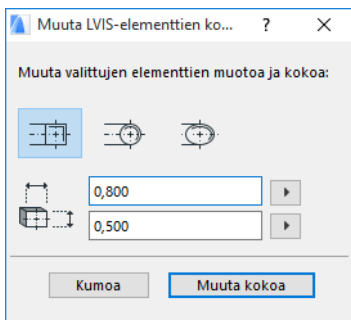 Muuta LVIS-elementtien ko...
?
Muuta valittujen elementtien muotoa ja kokoa:
0,800
0,500
Kumoa
Muuta kokoa